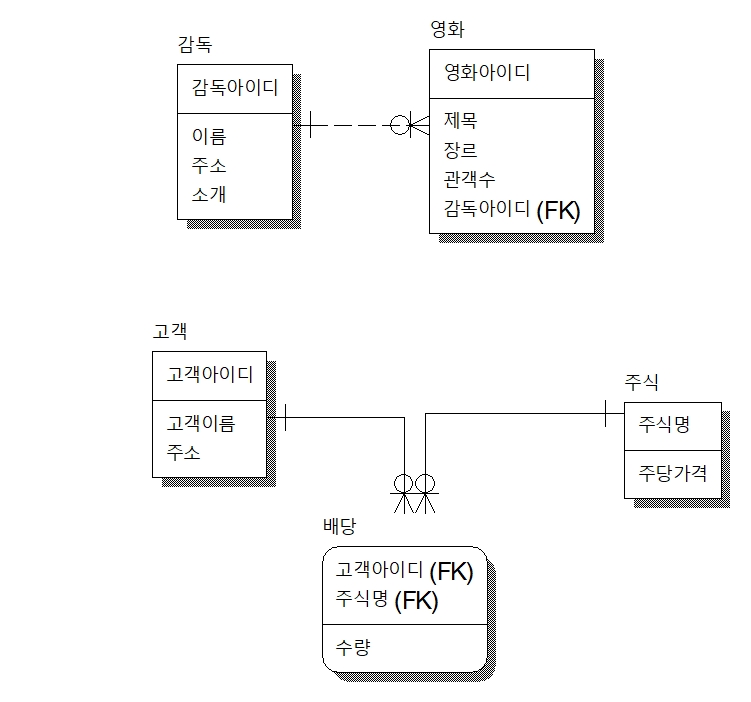 감독
감독아이디
이름
주소
소개
영화
영화아이디
제목
장르
관객수
감독아이디 (FK)
고객
고객아이디
고객이름
주소
주식
주식명
주당가격
배당
고객아이디 (FK)
주식명 (FK)
수량